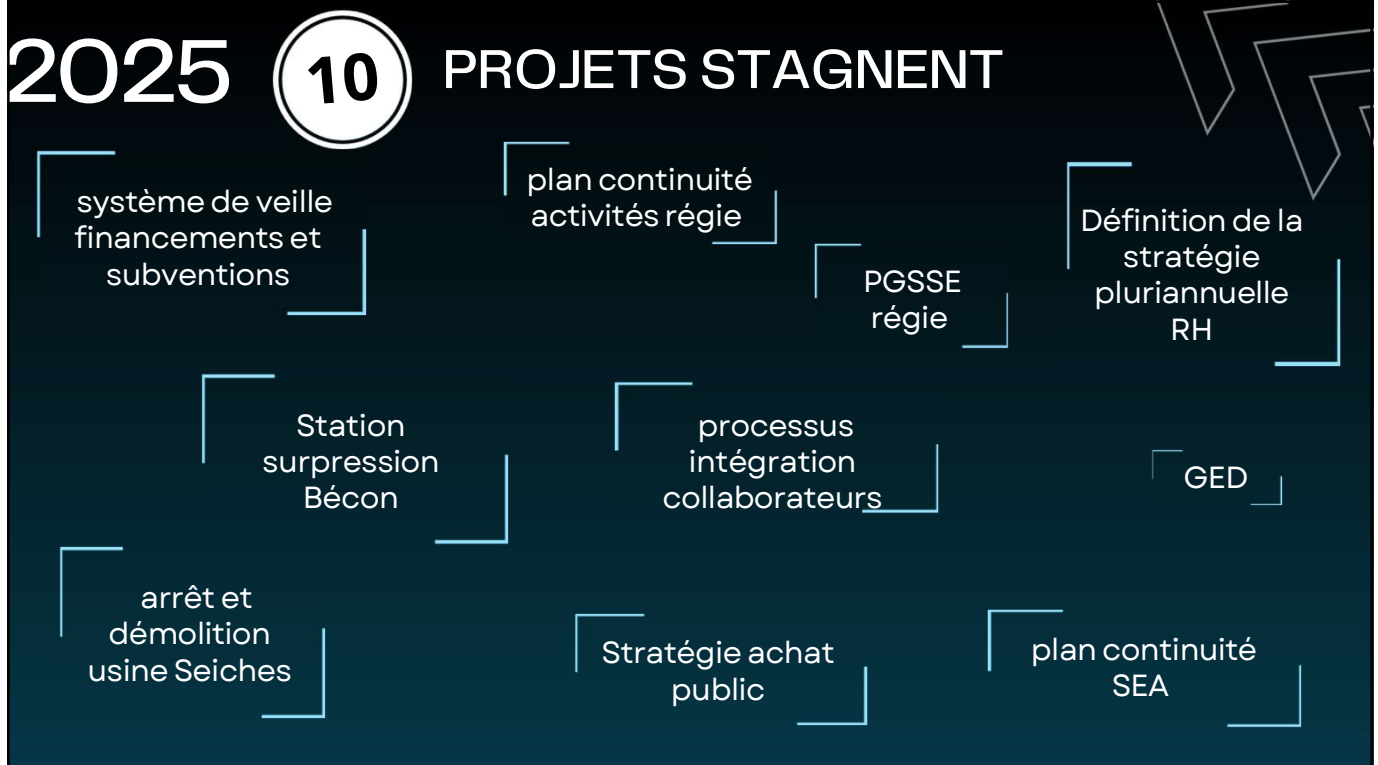 2025 10 PROJETS STAGNENT
système de veille
financements et
subventions
plan continuité
activités régie
PGSSE
régie
Définition de la
stratégie
pluriannuelle
RH
Station
surpression
Bécon
processus
intégration
collaborateurs
GED
arrêt et
démolition
usine Seiches
Stratégie achat
public
plan continuité
SEA